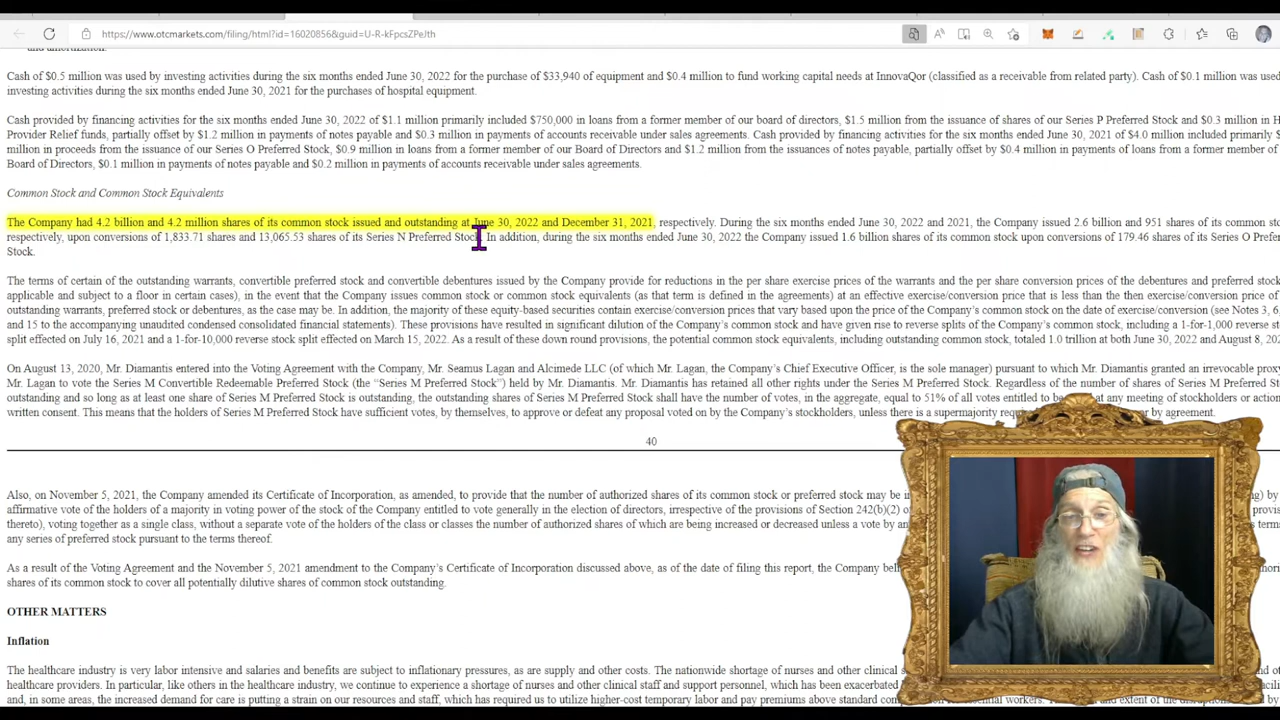 https://www.otcmarkets.com/filing/html?id=16020856&guid=U-R-kFpcsZPeJth
and amortization.
Cash of $0.5 million was used by investing activities during the six months ended June 30, 2022 for the purchase of $33,940 of equipment and $0.4 million to fund working capital needs at InnovaQor (classified as a receivable from related party). Cash of $0.1 million was used
investing activities during the six months ended June 30, 2021 for the purchases of hospital equipment.
Cash provided by financing activities for the six months ended June 30, 2022 of $1.1 million primarily included $750,000 in loans from a former member of our board of directors, $1.5 million from the issuance of shares of our Series P Preferred Stock and $0.3 million in H
Provider Relief funds, partially offset by $1.2 million in payments of notes payable and $0.3 million in payments of accounts receivable under sales agreements. Cash provided by financing activities for the six months ended June 30, 2021 of $4.0 million included primarily $
million in proceeds from the issuance of our Series O Preferred Stock, $0.9 million in loans from a former member of our Board of Directors and $1.2 million from the issuances of notes payable, partially offset by $0.4 million in payments of loans from a former member of
Board of Directors, $0.1 million in payments of notes payable and $0.2 million in payments of accounts receivable under sales agreements.
Common Stock and Common Stock Equivalents
The Company had 4.2 billion and 4.2 million shares of its common stock issued and outstanding at June 30, 2022 and December 31, 2021, respectively. During the six months ended June 30, 2022 and 2021, the Company issued 2.6 billion and 951 shares of its common sto
respectively, upon conversions of 1,833.71 shares and 13,065.53 shares of its Series N Preferred Stock. In addition, during the six months ended June 30, 2022 the Company issued 1.6 billion shares of its common stock upon conversions of 179.46 shares of its Series O Prefer
Stock.
The terms of certain of the outstanding warrants, convertible preferred stock and convertible debentures issued by the Company provide for reductions in the per share exercise prices of the warrants and the per share conversion prices of the debentures and preferred stock
applicable and subject to a floor in certain cases), in the event that the Company issues common stock or common stock equivalents (as that term is defined in the agreements) at an effective exercise/conversion price that is less than the then exercise/conversion price of
outstanding warrants, preferred stock or debentures, as the case may be. In addition, the majority of these equity-based securities contain exercise/conversion prices that vary based upon the price of the Company's common stock on the date of exercise/conversion (see Notes 3, 6,
and 15 to the accompanying unaudited condensed consolidated financial statements). These provisions have resulted in significant dilution of the Company's common stock and have given rise to reverse splits of the Company's common stock, including a 1-for-1,000 reverse sto
split effected on July 16, 2021 and a 1-for-10,000 reverse stock split effected on March 15, 2022. As a result of these down round provisions, the potential common stock equivalents, including outstanding common stock, totaled 1.0 trillion at both June 30, 2022 and August 8, 202
On August 13, 2020, Mr. Diamantis entered into the Voting Agreement with the Company, Mr. Seamus Lagan and Alcimede LLC (of which Mr. Lagan, the Company's Chief Executive Officer, is the sole manager) pursuant to which Mr. Diamantis granted an irrevocable proxy
Mr. Lagan to vote the Series M Convertible Redeemable Preferred Stock (the "Series M Preferred Stock") held by Mr. Diamantis. Mr. Diamantis has retained all other rights under the Series M Preferred Stock. Regardless of the number of shares of Series M Preferred St
outstanding and so long as at least one share of Series M Preferred Stock is outstanding, the outstanding shares of Series M Preferred Stock shall have the number of votes, in the aggregate, equal to 51% of all votes entitled to be at any meeting of stockholders or action
written consent. This means that the holders of Series M Preferred Stock have sufficient votes, by themselves, to approve or defeat any proposal voted on by the Company's stockholders, unless there is a supermajority or by agreement.
40
Also, on November 5, 2021, the Company amended its Certificate of Incorporation, as amended, to provide that the number of authorized shares of its common stock or preferred stock may be in ing) by
affirmative vote of the holders of a majority in voting power of the stock of the Company entitled to vote generally in the election of directors, irrespective of the provisions of Section 242(b)(2) o provis
thereto), voting together as a single class, without a separate vote of the holders of the class or classes the number of authorized shares of which are being increased or decreased unless a vote by an terms
any series of preferred stock pursuant to the terms thereof.
As a result of the Voting Agreement and the November 5, 2021 amendment to the Company's Certificate of Incorporation discussed above, as of the date of filing this report, the Company bel
shares of its common stock to cover all potentially dilutive shares of common stock outstanding.
OTHER MATTERS
Inflation
The healthcare industry is very labor intensive and salaries and benefits are subject to inflationary pressures, as are supply and other costs. The nationwide shortage of nurses and other clinical s
healthcare providers. In particular, like others in the healthcare industry, we continue to experience a shortage of nurses and other clinical staff and support personnel, which has been exacerbated
and, in some areas, the increased demand for care is putting a strain on our resources and staff, which has required us to utilize higher-cost temporary labor and pay premiums above standard